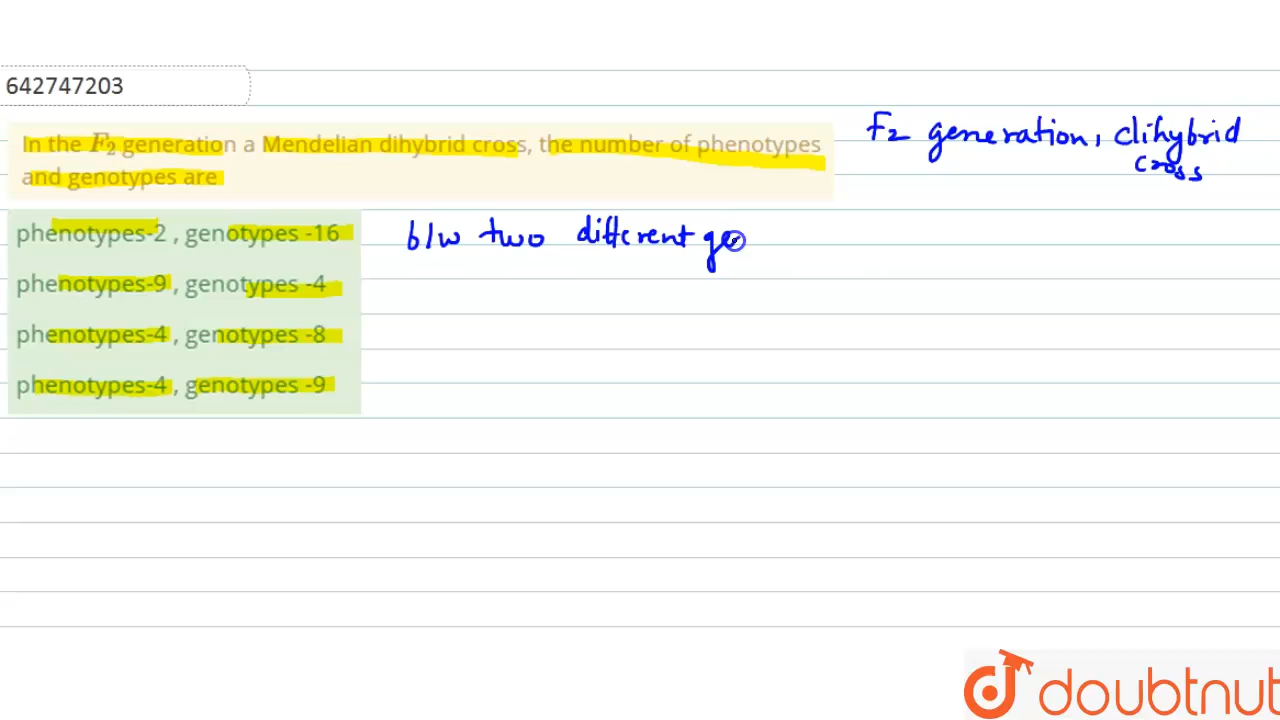 642747203
In the F2 generation a Mendelian dihybrid cross, the number of phenotypes
and genotypes are
phenotypes-2 , genotypes -16
phenotypes-9 , genotypes -4
phenotypes-4 , genotypes -8
phenotypes-4 , genotypes -9
F2 generation, dihybrid
cross
b/w two different ge
doubtnut